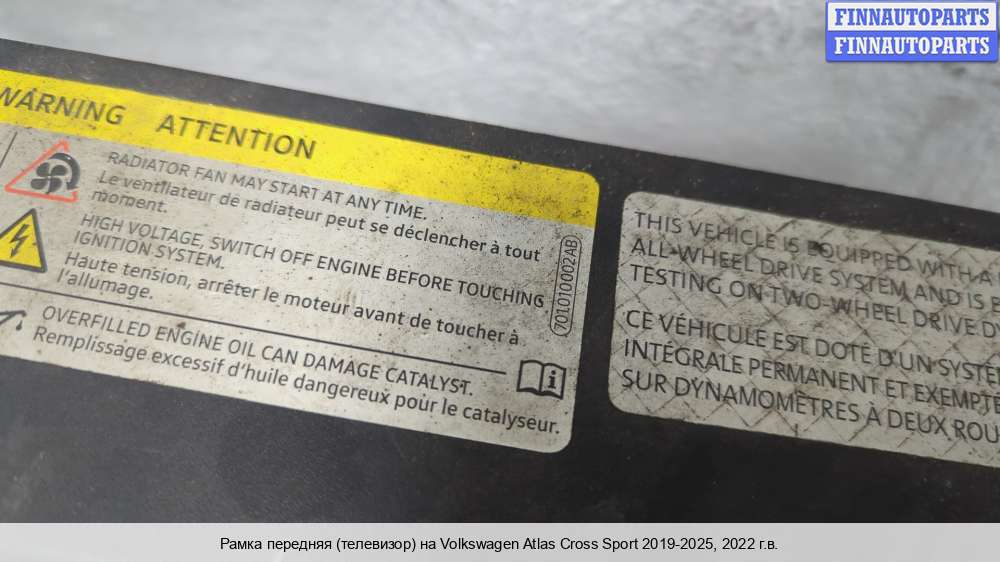 FINNAUTOPARTS
FINNAUTOPARTS
WARNING ATTENTION
RADIATOR FAN MAY START AT ANY TIME.
Le ventilateur de radiateur peut se déclencher à tout
moment.
HIGH VOLTAGE, SWITCH OFF ENGINE BEFORE TOUCHING
IGNITION SYSTEM.
Haute tension, arrêter le moteur avant de toucher à
l'allumage.
OVERFILLED ENGINE OIL CAN DAMAGE CATALYST.
Remplissage excessif d'huile dangereux pour le catalyseur.
701010002AB
THIS VEHICLE IS EQUIPPED WITH A
ALL-WHEEL DRIVE SYSTEM AND IS
TESTING ON TWO-WHEEL DRIVE
CE VÉHICULE EST DOTÉ D'UN SYSTÈ
INTÉGRALE PERMANENT ET EXEMPTÉ
SUR DYNAMOMÈTRES À DEUX ROU
Рамка передняя (телевизор) на Volkswagen Atlas Cross Sport 2019-2025, 2022 г.в.